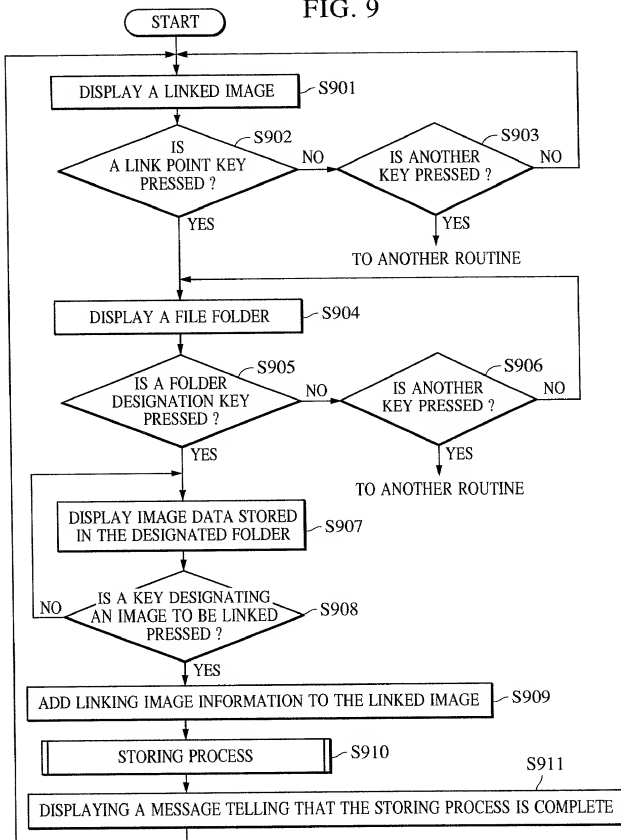 FIG. 9
START
DISPLAY A LINKED IMAGE
S901
IS
A LINK POINT KEY
PRESSED ?
S902
NO
YES
IS ANOTHER
KEY PRESSED ?
S903
NO
YES
TO ANOTHER ROUTINE
DISPLAY A FILE FOLDER
S904
IS A FOLDER
DESIGNATION KEY
PRESSED ?
S905
NO
YES
IS ANOTHER
KEY PRESSED ?
S906
NO
YES
TO ANOTHER ROUTINE
DISPLAY IMAGE DATA STORED
IN THE DESIGNATED FOLDER
S907
IS A KEY DESIGNATING
AN IMAGE TO BE LINKED
PRESSED ?
S908
NO
YES
ADD LINKING IMAGE INFORMATION TO THE LINKED IMAGE
S909
STORING PROCESS
S910
S911
DISPLAYING A MESSAGE TELLING THAT THE STORING PROCESS IS COMPLETE